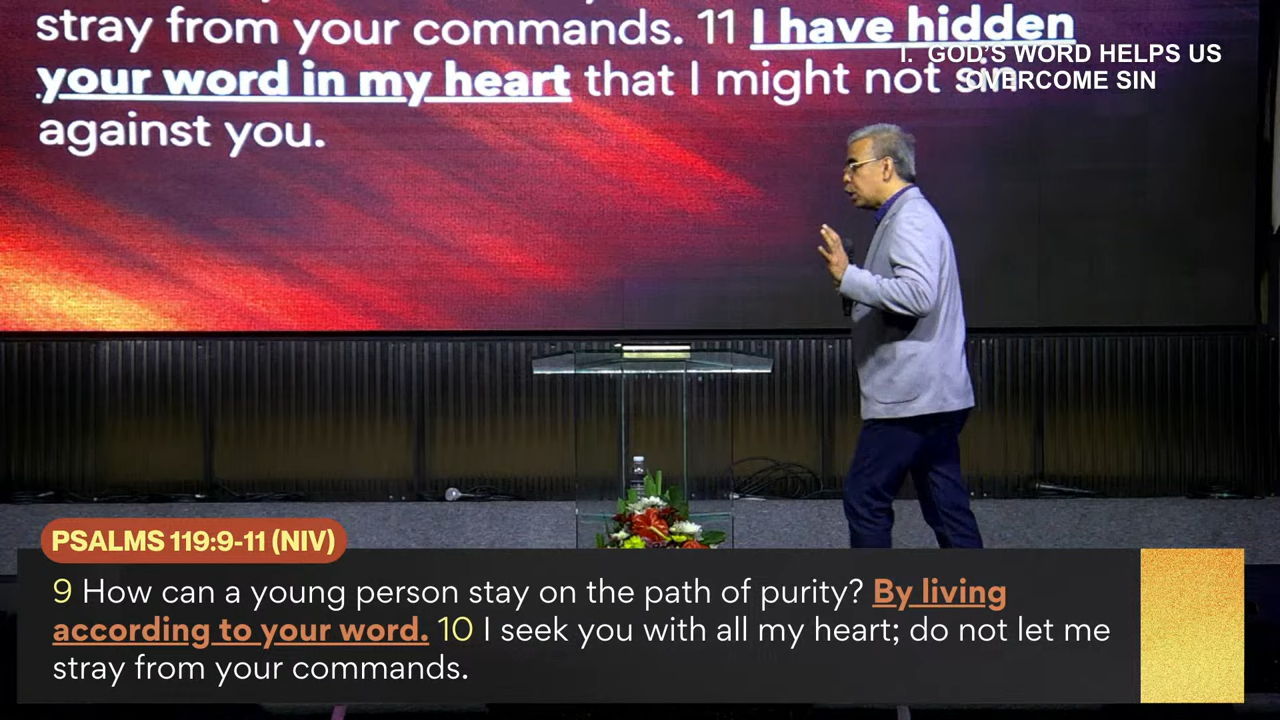 stray from your commands. 11 I have hidden
your word in my heart that I might not sin
against you.
I. GOD'S WORD HELPS US
OVERCOME SIN
PSALMS 119:9-11 (NIV)
9 How can a young person stay on the path of purity? By living
according to your word. 10 I seek you with all my heart; do not let me
stray from your commands.